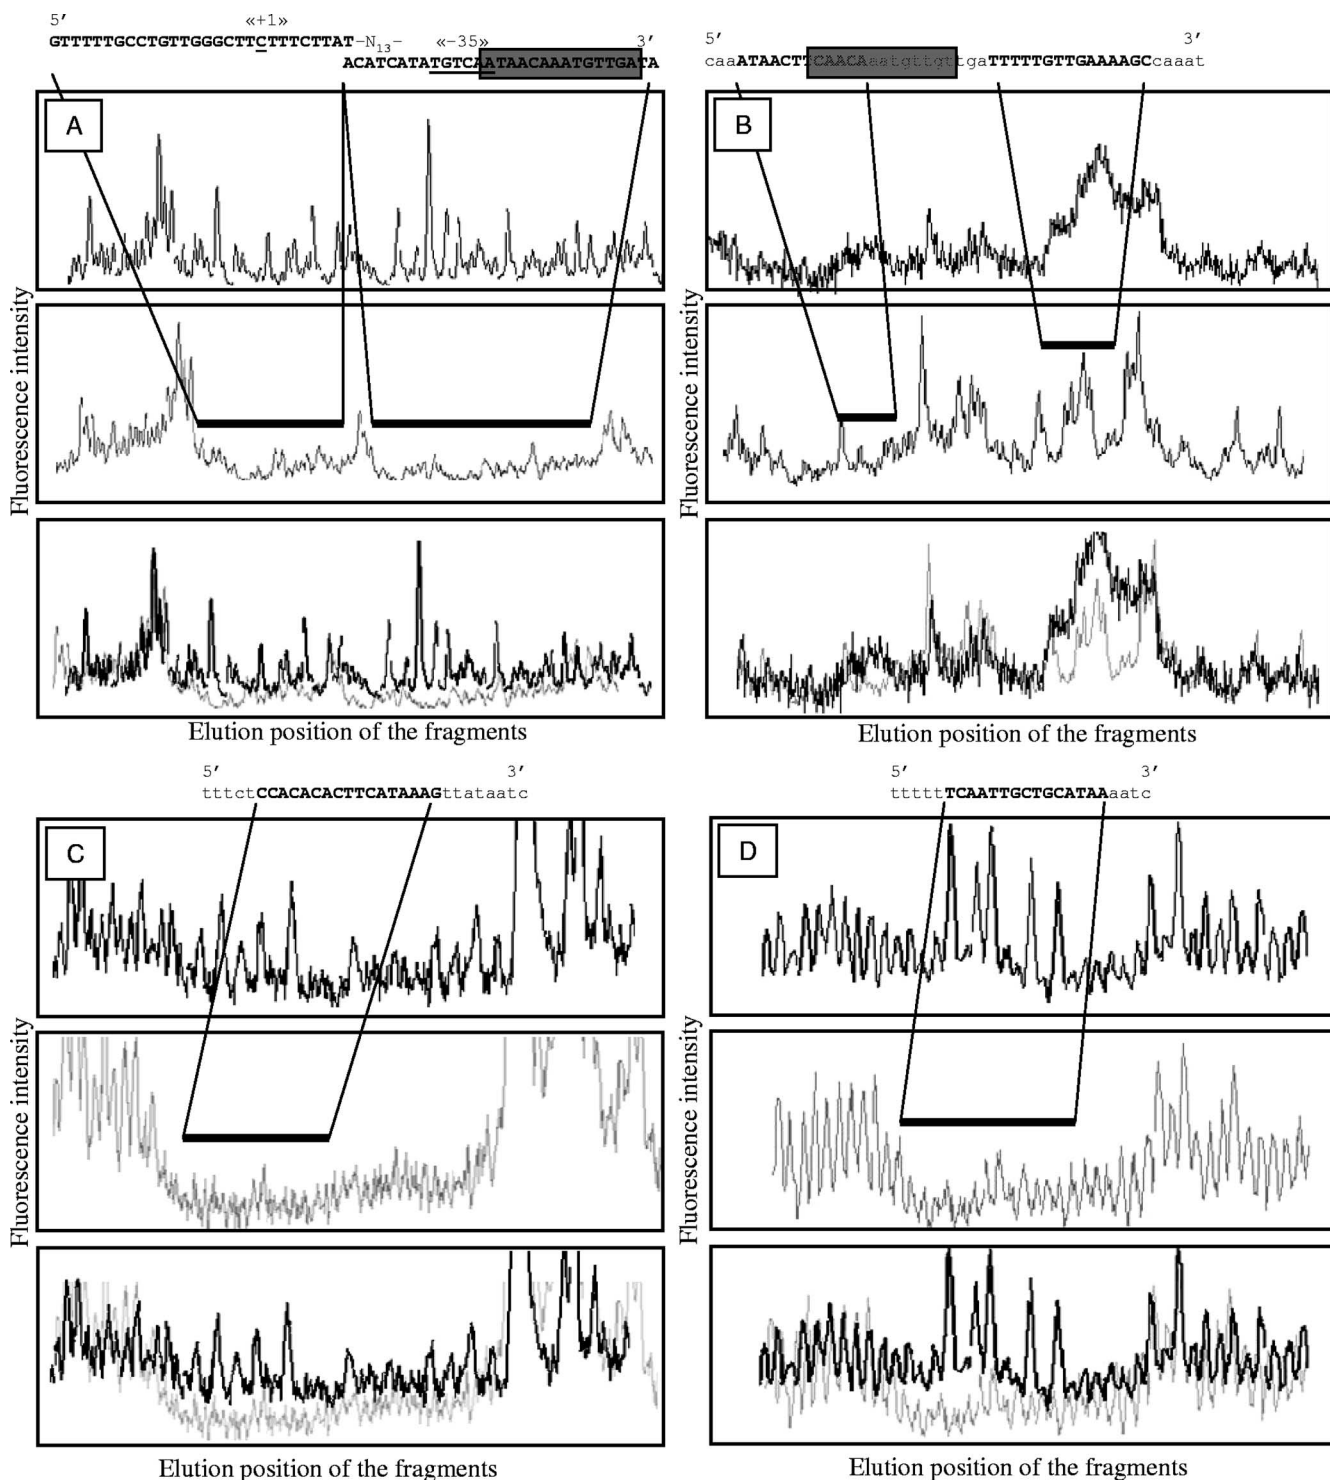 5′ «+1»
GTTTTTGCCTGTTGGGCTTCTTTCTTAT–N13– «–35» 3′
ACATCATATGTCAATAACAAATGTTGATA
A
Fluorescence intensity
Elution position of the fragments
5′ 3′
caaATAACTTCAACAaatgttgttgaTTTTTGTTGAAAAGCcaaat
B
Fluorescence intensity
Elution position of the fragments
5′ 3′
tttctCCACACACTTCATAAAGttataatc
C
Fluorescence intensity
Elution position of the fragments
5′ 3′
tttttTCAATTGCTGCATAAaatc
D
Fluorescence intensity
Elution position of the fragments